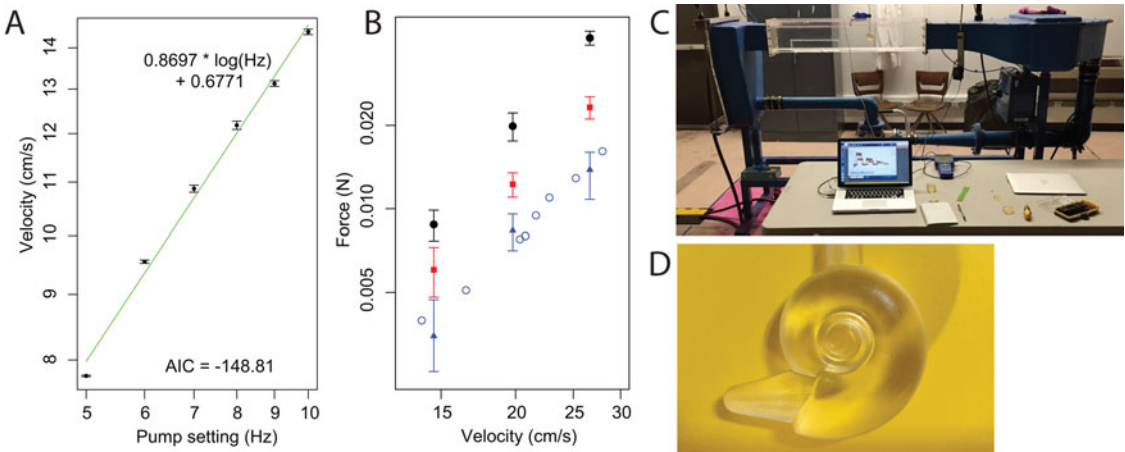 A
0.8697 * log(Hz)
+ 0.6771
AIC = -148.81
Velocity (cm/s)
14
13
12
11
10
9
8
5 6 7 8 9 10
Pump setting (Hz)
B
Force (N)
0.020
0.010
0.005
15 20 25 30
Velocity (cm/s)
C
D